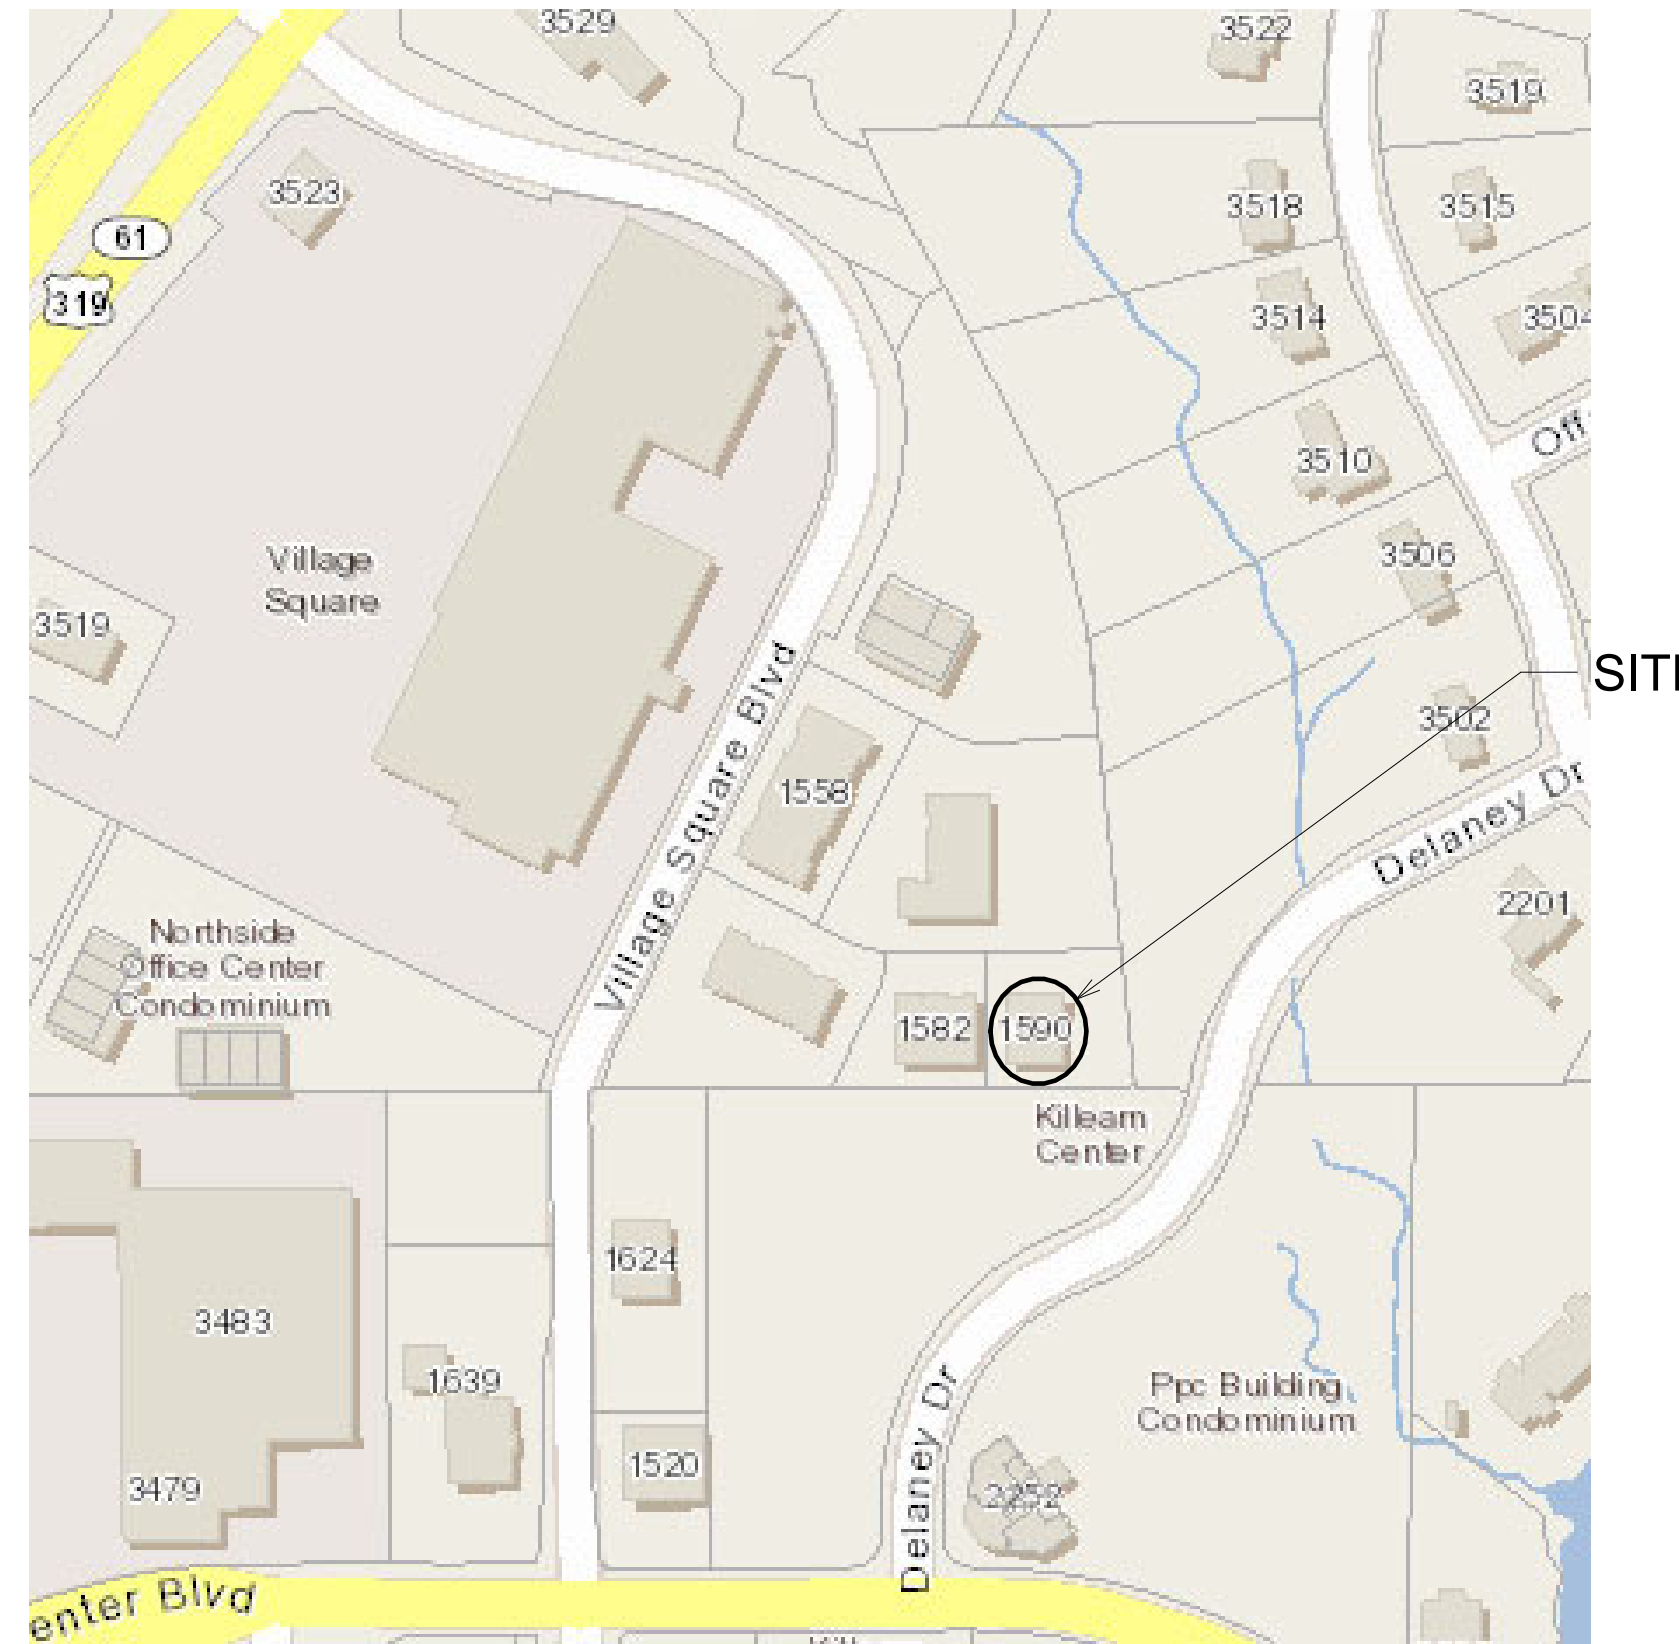 3529
3522
3519
3523
3518
3515
61
319
3514
3504
Off
3510
3506
Village
Square
3519
SITE
3502
Village Square Blvd
1558
Delaney Dr
2201
Northside
Office Center
Condominium
1582
1590
Killearn
Center
1624
3483
1639
Ppc Building
Condominium
Delaney Dr
1520
3479
2252
enter Blvd